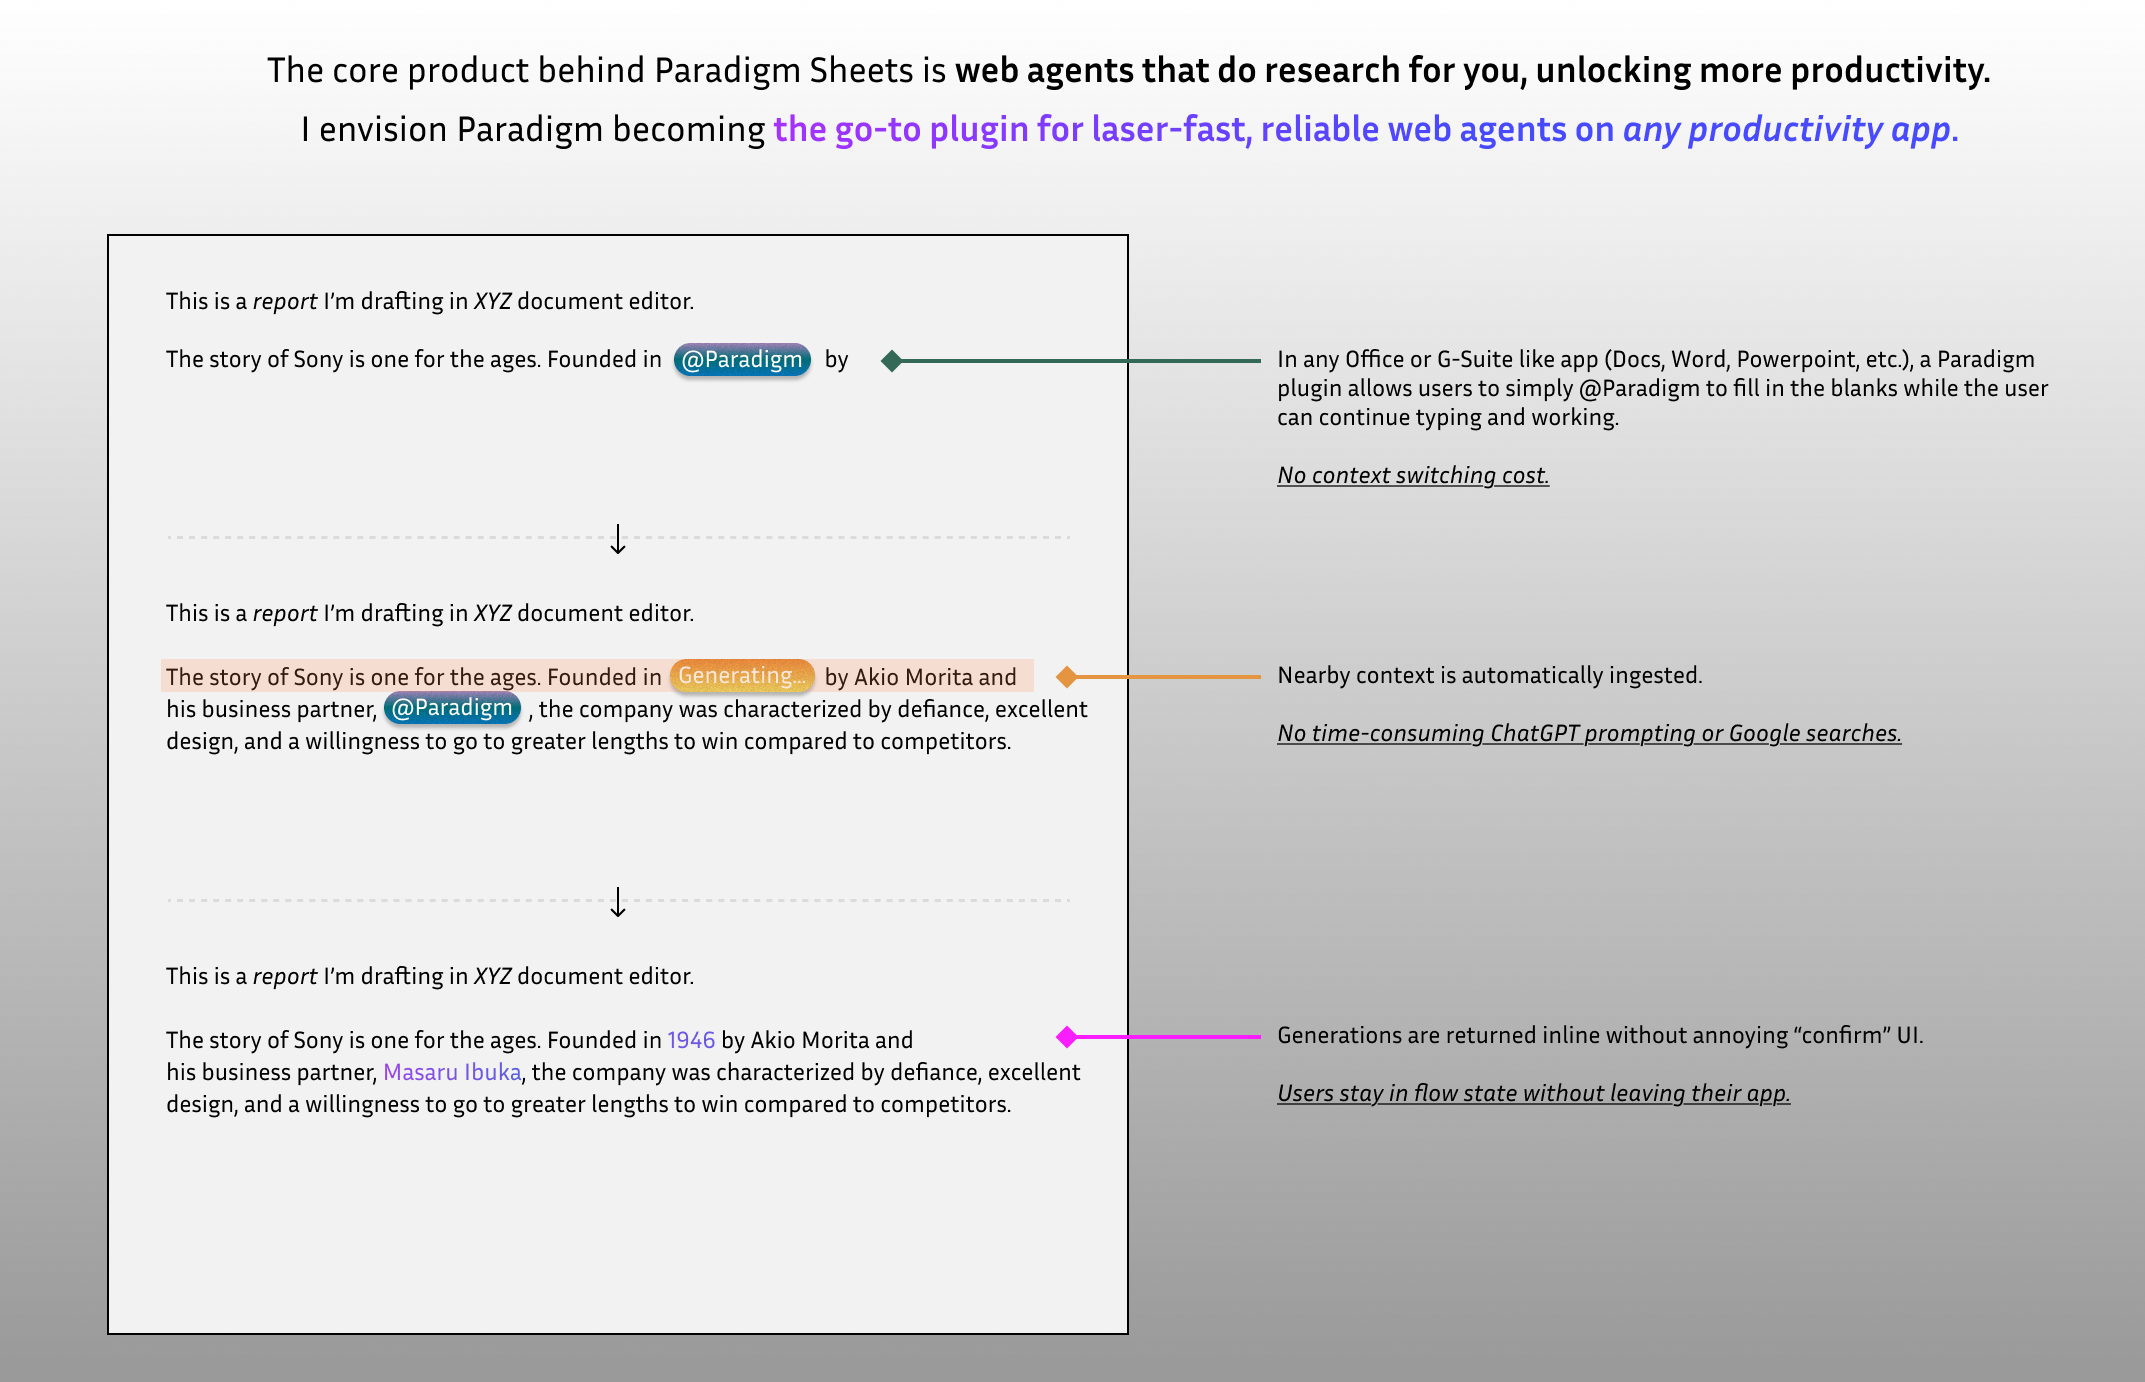 The core product behind Paradigm Sheets is web agents that do research for you, unlocking more productivity.
I envision Paradigm becoming the go-to plugin for laser-fast, reliable web agents on any productivity app.
This is a report I'm drafting in XYZ document editor.
The story of Sony is one for the ages. Founded in @Paradigm by
In any Office or G-Suite like app (Docs, Word, Powerpoint, etc.), a Paradigm
plugin allows users to simply @Paradigm to fill in the blanks while the user
can continue typing and working.
No context switching cost.
This is a report I'm drafting in XYZ document editor.
The story of Sony is one for the ages. Founded in Generating... by Akio Morita and
his business partner, @Paradigm , the company was characterized by defiance, excellent
design, and a willingness to go to greater lengths to win compared to competitors.
Nearby context is automatically ingested.
No time-consuming ChatGPT prompting or Google searches.
This is a report I'm drafting in XYZ document editor.
The story of Sony is one for the ages. Founded in 1946 by Akio Morita and
his business partner, Masaru Ibuka, the company was characterized by defiance, excellent
design, and a willingness to go to greater lengths to win compared to competitors.
Generations are returned inline without annoying “confirm” UI.
Users stay in flow state without leaving their app.